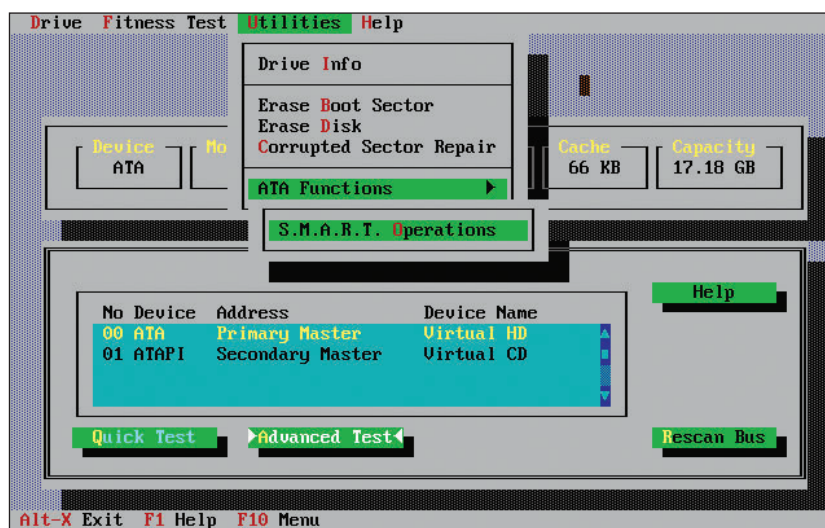 Drive Fitness Test Utilities Help
Drive Info
Erase Boot Sector
Erase Disk
Corrupted Sector Repair
ATA Functions
S.M.A.R.T. Operations
Device Mo Cache Capacity
ATA 66 KB 17.18 GB
Help
No Device Address Device Name
00 ATA Primary Master Virtual HD
01 ATAPI Secondary Master Virtual CD
Quick Test Advanced Test Rescan Bus
Alt-X Exit F1 Help F10 Menu